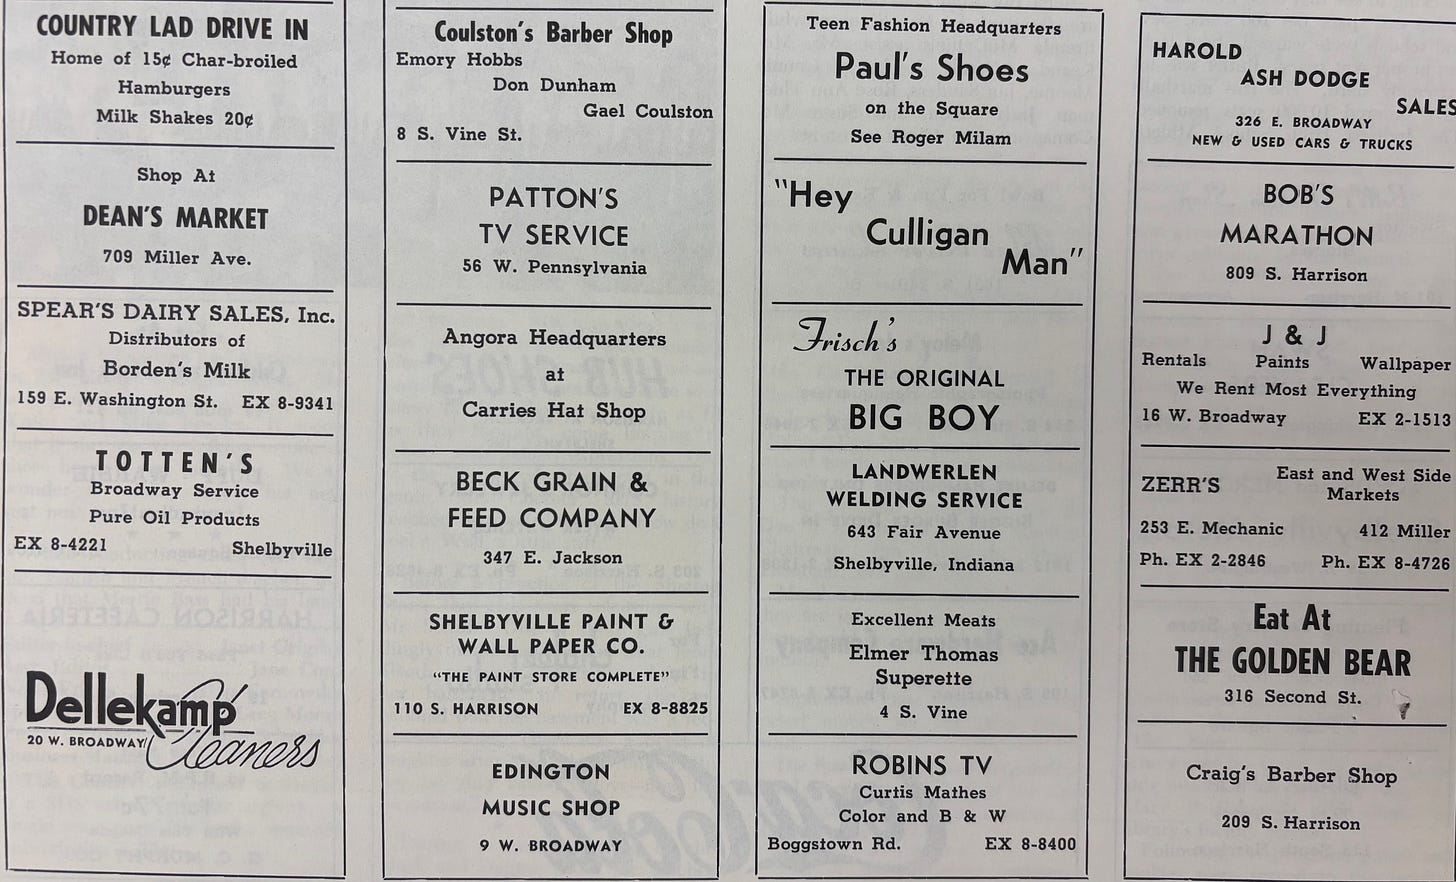 COUNTRY LAD DRIVE IN
Home of 15¢ Char-broiled
Hamburgers
Milk Shakes 20¢
Shop At
DEAN'S MARKET
709 Miller Ave.
SPEAR'S DAIRY SALES, Inc.
Distributors of
Borden's Milk
159 E. Washington St. EX 8-9341
TOTTEN'S
Broadway Service
Pure Oil Products
EX 8-4221 Shelbyville
Dellekamp
20 W. BROADWAY Cleaners
Coulston's Barber Shop
Emory Hobbs
Don Dunham
Gael Coulston
8 S. Vine St.
PATTON'S
TV SERVICE
56 W. Pennsylvania
Angora Headquarters
at
Carries Hat Shop
BECK GRAIN &
FEED COMPANY
347 E. Jackson
SHELBYVILLE PAINT &
WALL PAPER CO.
"THE PAINT STORE COMPLETE"
110 S. HARRISON EX 8-8825
EDINGTON
MUSIC SHOP
9 W. BROADWAY
Teen Fashion Headquarters
Paul's Shoes
on the Square
See Roger Milam
"Hey
Culligan
Man"
Frisch's
THE ORIGINAL
BIG BOY
LANDWERLEN
WELDING SERVICE
643 Fair Avenue
Shelbyville, Indiana
Excellent Meats
Elmer Thomas
Superette
4 S. Vine
ROBINS TV
Curtis Mathes
Color and B & W
Boggstown Rd. EX 8-8400
HAROLD
ASH DODGE
SALES
326 E. BROADWAY
NEW & USED CARS & TRUCKS
BOB'S
MARATHON
809 S. Harrison
J & J
Rentals Paints Wallpaper
We Rent Most Everything
16 W. Broadway EX 2-1513
ZERR'S East and West Side
Markets
253 E. Mechanic 412 Miller
Ph. EX 2-2846 Ph. EX 8-4726
Eat At
THE GOLDEN BEAR
316 Second St.
Craig's Barber Shop
209 S. Harrison